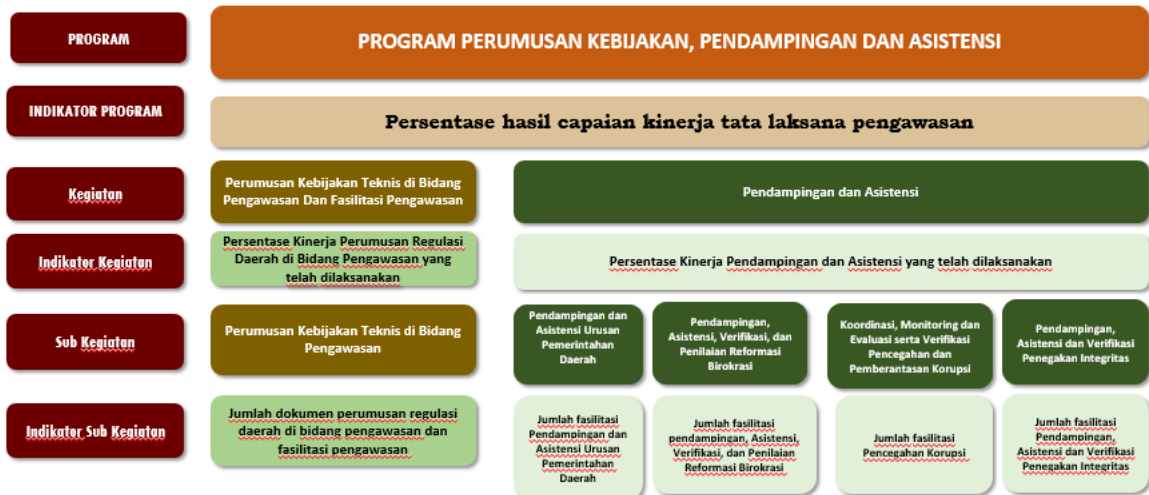 PROGRAM
PROGRAM PERUMUSAN KEBIJAKAN, PENDAMPINGAN DAN ASISTENSI
INDIKATOR PROGRAM
Persentase hasil capaian kinerja tata laksana pengawasan
Kegiatan
Perumusan Kebijakan Teknis di Bidang
Pengawasan Dan Fasilitasi Pengawasan
Pendampingan dan Asistensi
Indikator Kegiatan
Persentase Kinerja Perumusan Regulasi
Daerah di Bidang Pengawasan yang
telah dilaksanakan
Persentase Kinerja Pendampingan dan Asistensi yang telah dilaksanakan
Sub Kegiatan
Perumusan Kebijakan Teknis di Bidang
Pengawasan
Pendampingan dan
Asistensi Urusan
Pemerintahan
Daerah
Pendampingan,
Asistensi, Verifikasi, dan
Penilaian Reformasi
Birokrasi
Koordinasi, Monitoring dan
Evaluasi serta Verifikasi
Pencegahan dan
Pemberantasan Korupsi
Pendampingan,
Asistensi dan Verifikasi
Penegakan Integritas
Indikator Sub Kegiatan
Jumlah dokumen perumusan regulasi
daerah di bidang pengawasan dan
fasilitasi pengawasan
Jumlah fasilitasi
Pendampingan dan
Asistensi Urusan
Pemerintahan
Daerah
Jumlah fasilitasi
pendampingan, Asistensi,
Verifikasi, dan Penilaian
Reformasi Birokrasi
Jumlah fasilitasi
Pencegahan Korupsi
Jumlah fasilitasi
Pendampingan,
Asistensi dan Verifikasi
Penegakan Integritas